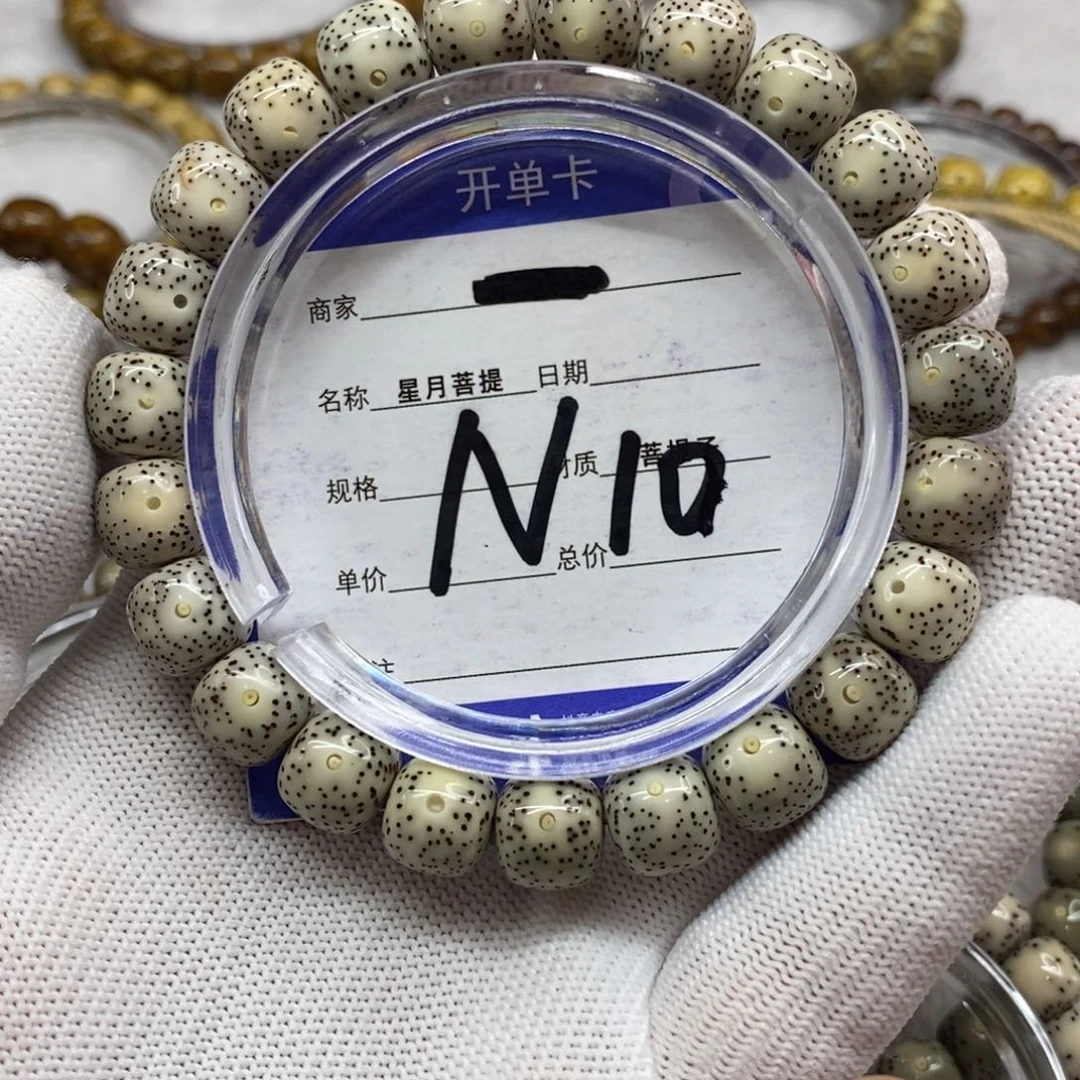 开单卡
商家
名称 星月菩提 日期
规格 材质 菩提子
N10
单价 总价
注